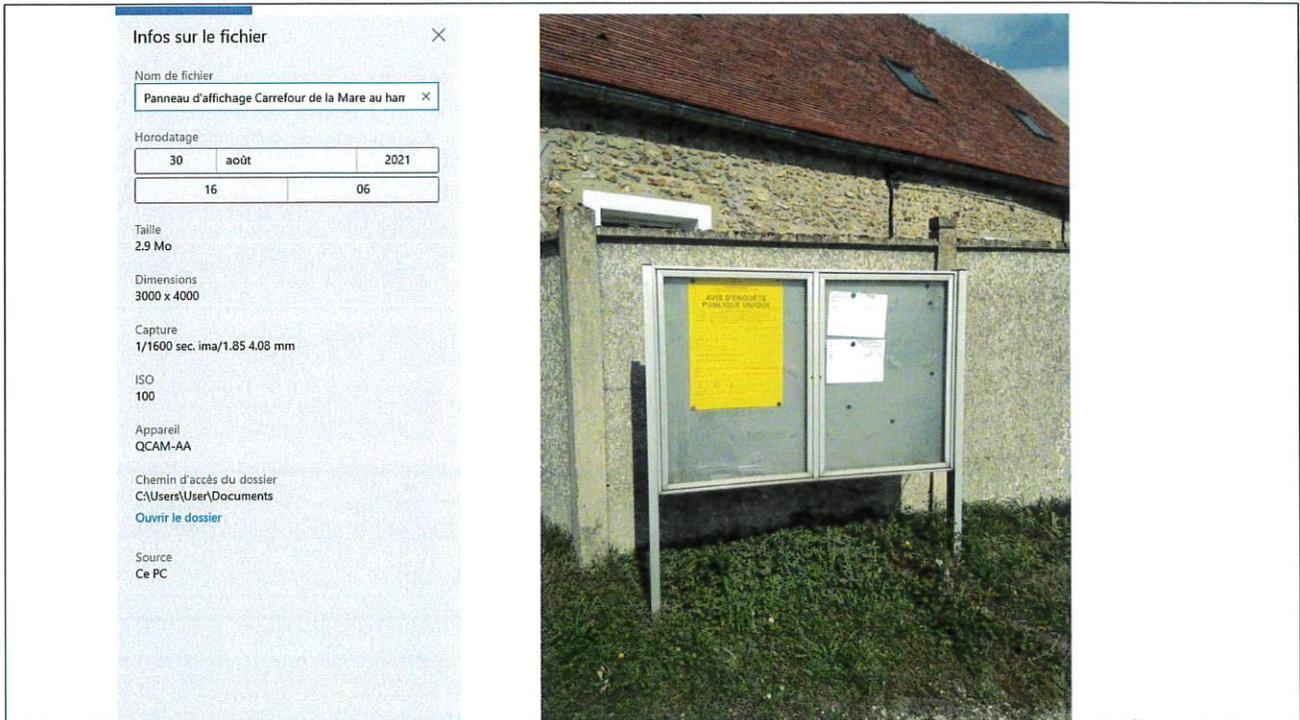 Infos sur le fichier
Nom de fichier
Panneau d'affichage Carrefour de la Mare au ham
Horodatage
30 août 2021
16 06
Taille
2.9 Mo
Dimensions
3000 x 4000
Capture
1/1600 sec. ima/1.85 4.08 mm
ISO
100
Appareil
QCAM-AA
Chemin d'accès du dossier
C:\Users\User\Documents
Ouvrir le dossier
Source
Ce PC
AVIS D'ENQUÊTE
PUBLIQUE UNIQUE